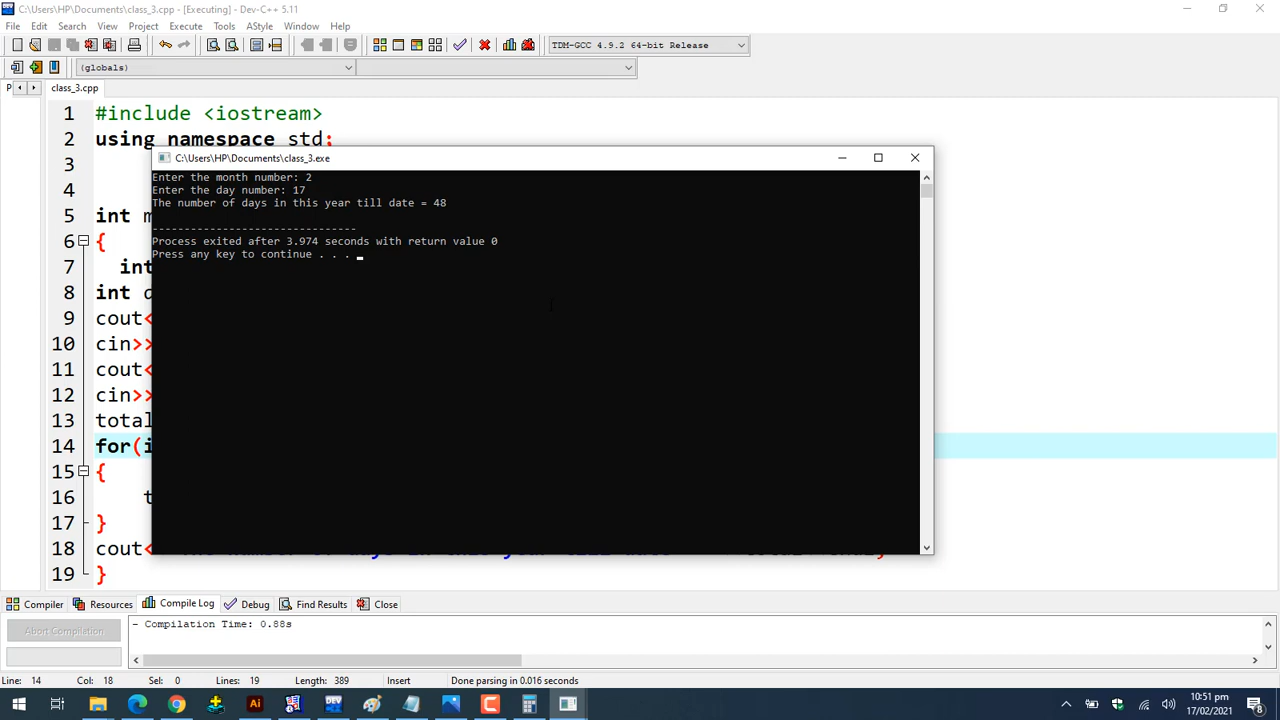 C:\Users\HP\Documents\class_3.cpp - [Executing] - Dev-C++ 5.11
File Edit Search View Project Execute Tools AStyle Window Help
TDM-GCC 4.9.2 64-bit Release
(globals)
P class_3.cpp
1 #include <iostream>
2 using namespace std;
3
4
5 int m
6 {
7 int
8 int d
9 cout<
10 cin>>
11 cout<
12 cin>>
13 total
14 for(i
15 {
16 t
17 }
18 cout<
19 }
C:\Users\HP\Documents\class_3.exe
Enter the month number: 2
Enter the day number: 17
The number of days in this year till date = 48
--------------------------------
Process exited after 3.974 seconds with return value 0
Press any key to continue . . .
Compiler Resources Compile Log Debug Find Results Close
Abort Compilation
- Compilation Time: 0.88s
Line: 14 Col: 18 Sel: 0 Lines: 19 Length: 389 Insert Done parsing in 0.016 seconds
Ai
DEV
C
10:51 pm
17/02/2021
8